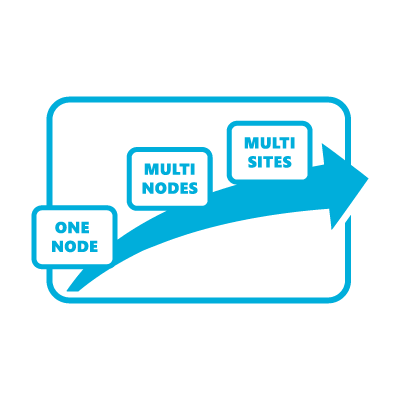 ONE
NODE
MULTI
NODES
MULTI
SITES